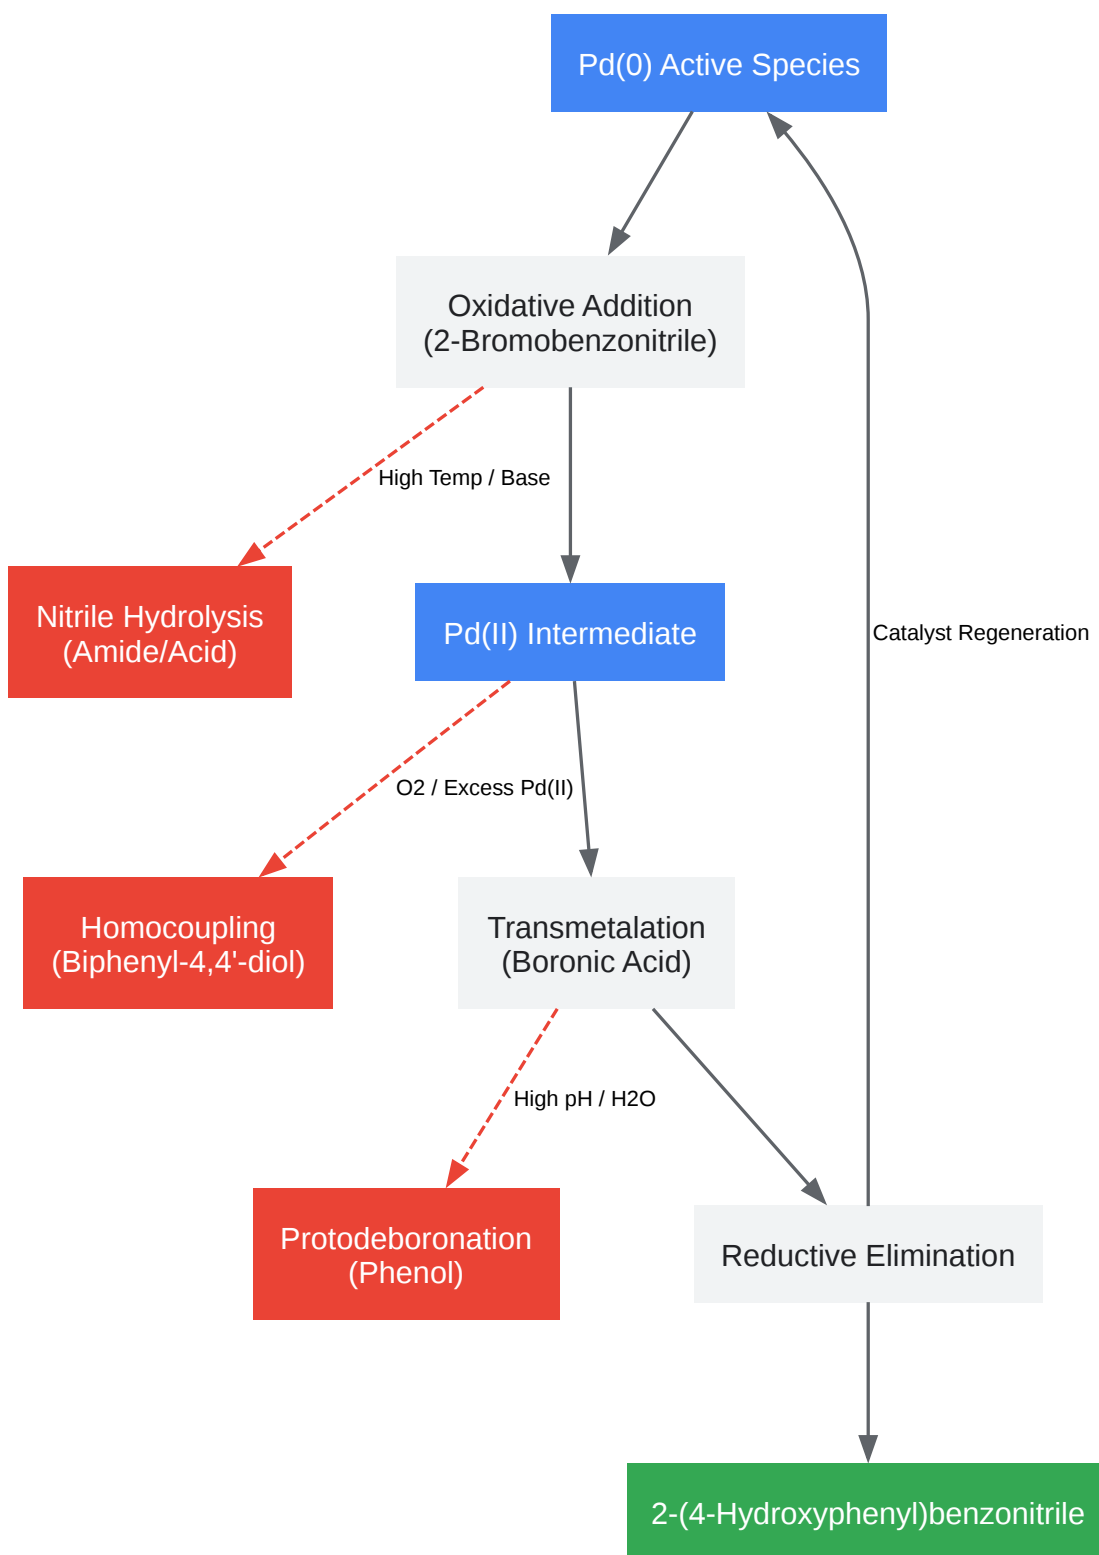 Pd(0) Active Species
Oxidative Addition
(2-Bromobenzonitrile)
High Temp / Base
Nitrile Hydrolysis
(Amide/Acid)
Pd(II) Intermediate
Catalyst Regeneration
O2 / Excess Pd(II)
Homocoupling
(Biphenyl-4,4'-diol)
Transmetalation
(Boronic Acid)
High pH / H2O
Protodeboronation
(Phenol)
Reductive Elimination
2-(4-Hydroxyphenyl)benzonitrile